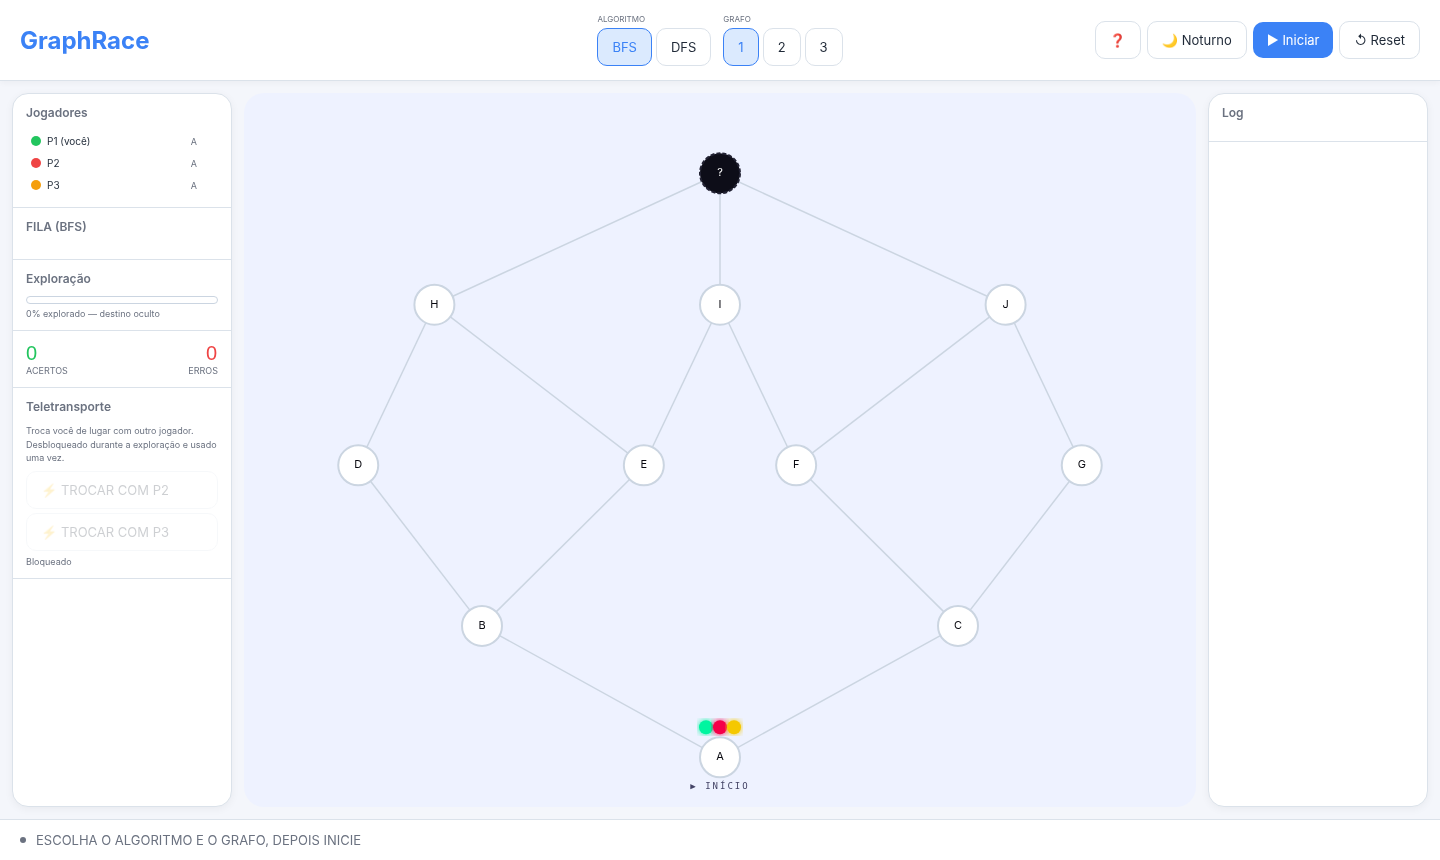 GraphRace
ALGORITMO
BFS DFS
GRAFO
1 2 3
❓
🌙 Noturno
▶ Iniciar
↺ Reset
Jogadores
P1 (você) A
P2 A
P3 A
FILA (BFS)
Exploração
0% explorado — destino oculto
0 0
ACERTOS ERROS
Teletransporte
Troca você de lugar com outro jogador.
Desbloqueado durante a exploração e usado
uma vez.
⚡ TROCAR COM P2
⚡ TROCAR COM P3
Bloqueado
?
H I J
D E F G
B C
A
▶ INÍCIO
Log
ESCOLHA O ALGORITMO E O GRAFO, DEPOIS INICIE